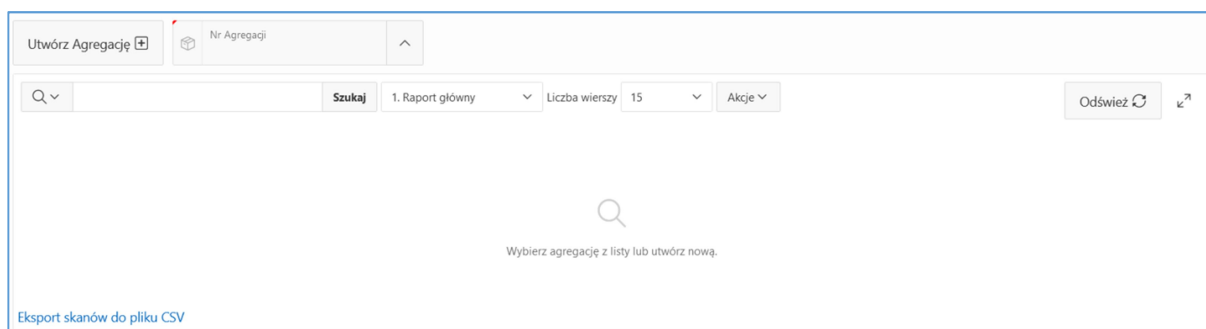 Utwórz Agregację
Nr Agregacji
Szukaj 1. Raport główny Liczba wierszy 15 Akcje
Odśwież
Wybierz agregację z listy lub utwórz nową.
Eksport skanów do pliku CSV